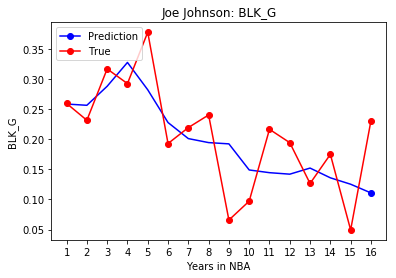 Joe Johnson: BLK_G
Prediction
True
BLK_G
0.35
0.30
0.25
0.20
0.15
0.10
0.05
1 2 3 4 5 6 7 8 9 10 11 12 13 14 15 16
Years in NBA